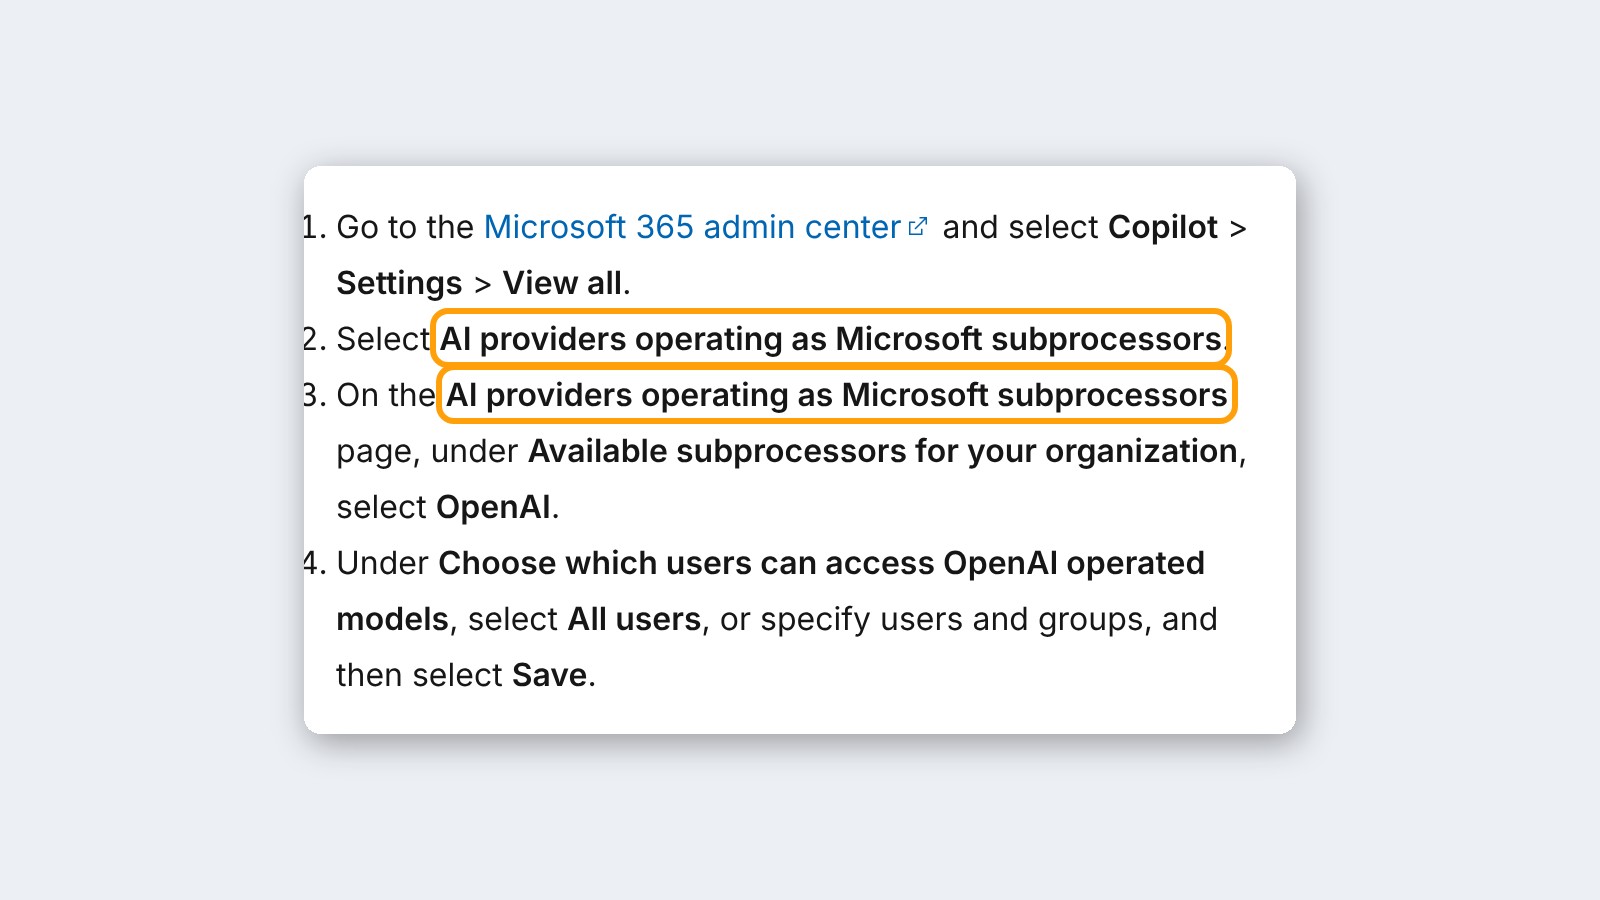 1. Go to the Microsoft 365 admin center and select Copilot >
Settings > View all.
2. Select AI providers operating as Microsoft subprocessors.
3. On the AI providers operating as Microsoft subprocessors
page, under Available subprocessors for your organization,
select OpenAI.
4. Under Choose which users can access OpenAI operated
models, select All users, or specify users and groups, and
then select Save.